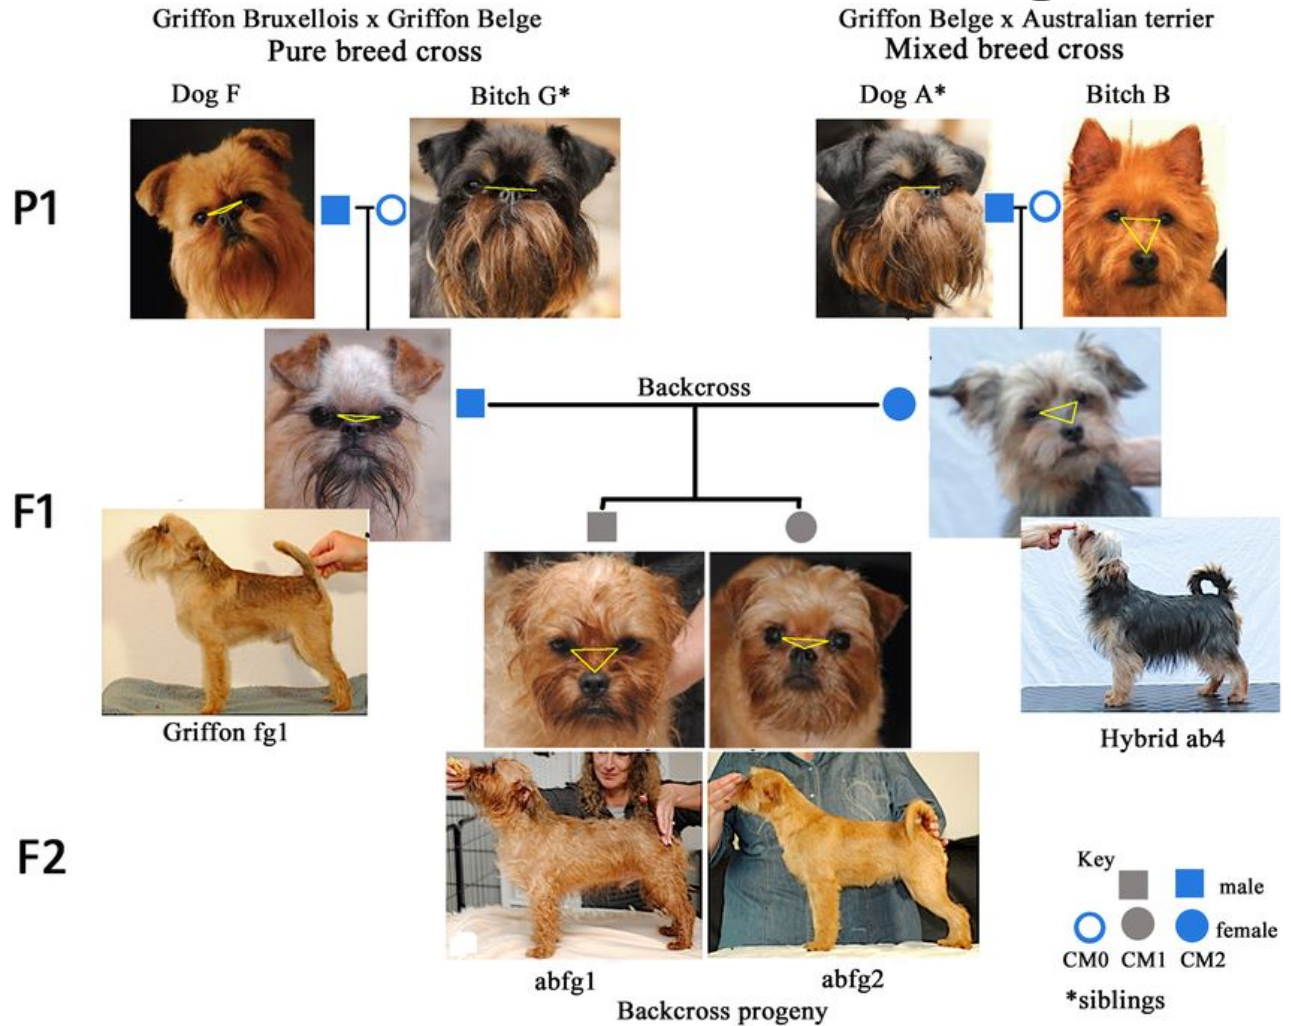 Griffon Bruxellois x Griffon Belge
Pure breed cross
Griffon Belge x Australian terrier
Mixed breed cross
Dog F
Bitch G*
Dog A*
Bitch B
P1
Backcross
F1
Griffon fg1
Hybrid ab4
F2
abfg1
abfg2
Backcross progeny
Key
male
female
CM0 CM1 CM2
*siblings